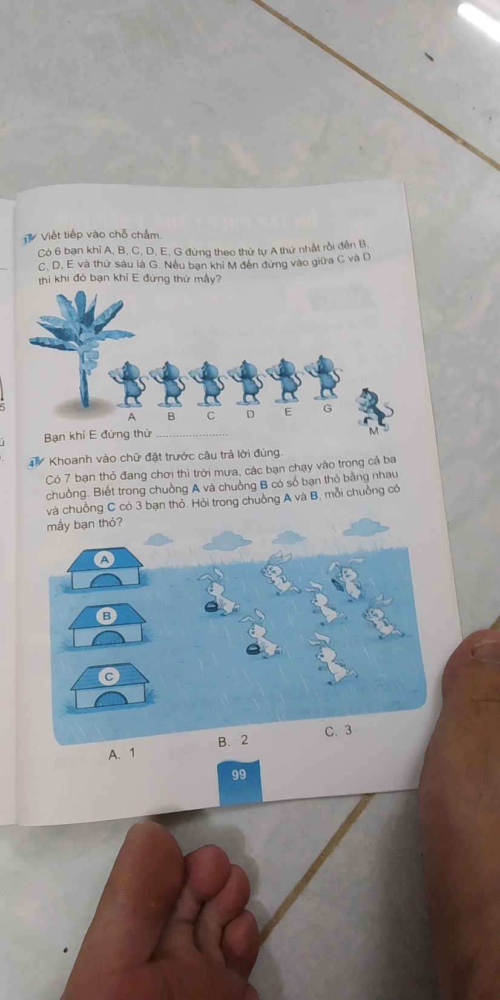 3 Viết tiếp vào chỗ chấm.
Có 6 bạn khỉ A, B, C, D, E, G đứng theo thứ tự A thứ nhất rồi đến B,
C, D, E và thứ sáu là G. Nếu bạn khỉ M đến đứng vào giữa C và D
thì khi đó bạn khỉ E đứng thứ mấy?
A B C D E G
M
Bạn khỉ E đứng thứ ....................
4 Khoanh vào chữ đặt trước câu trả lời đúng.
Có 7 bạn thỏ đang chơi thì trời mưa, các bạn chạy vào trong cả ba
chuồng. Biết trong chuồng A và chuồng B có số bạn thỏ bằng nhau
và chuồng C có 3 bạn thỏ. Hỏi trong chuồng A và B, mỗi chuồng có
mấy bạn thỏ?
A
B
C
A. 1 B. 2 C. 3
99
5